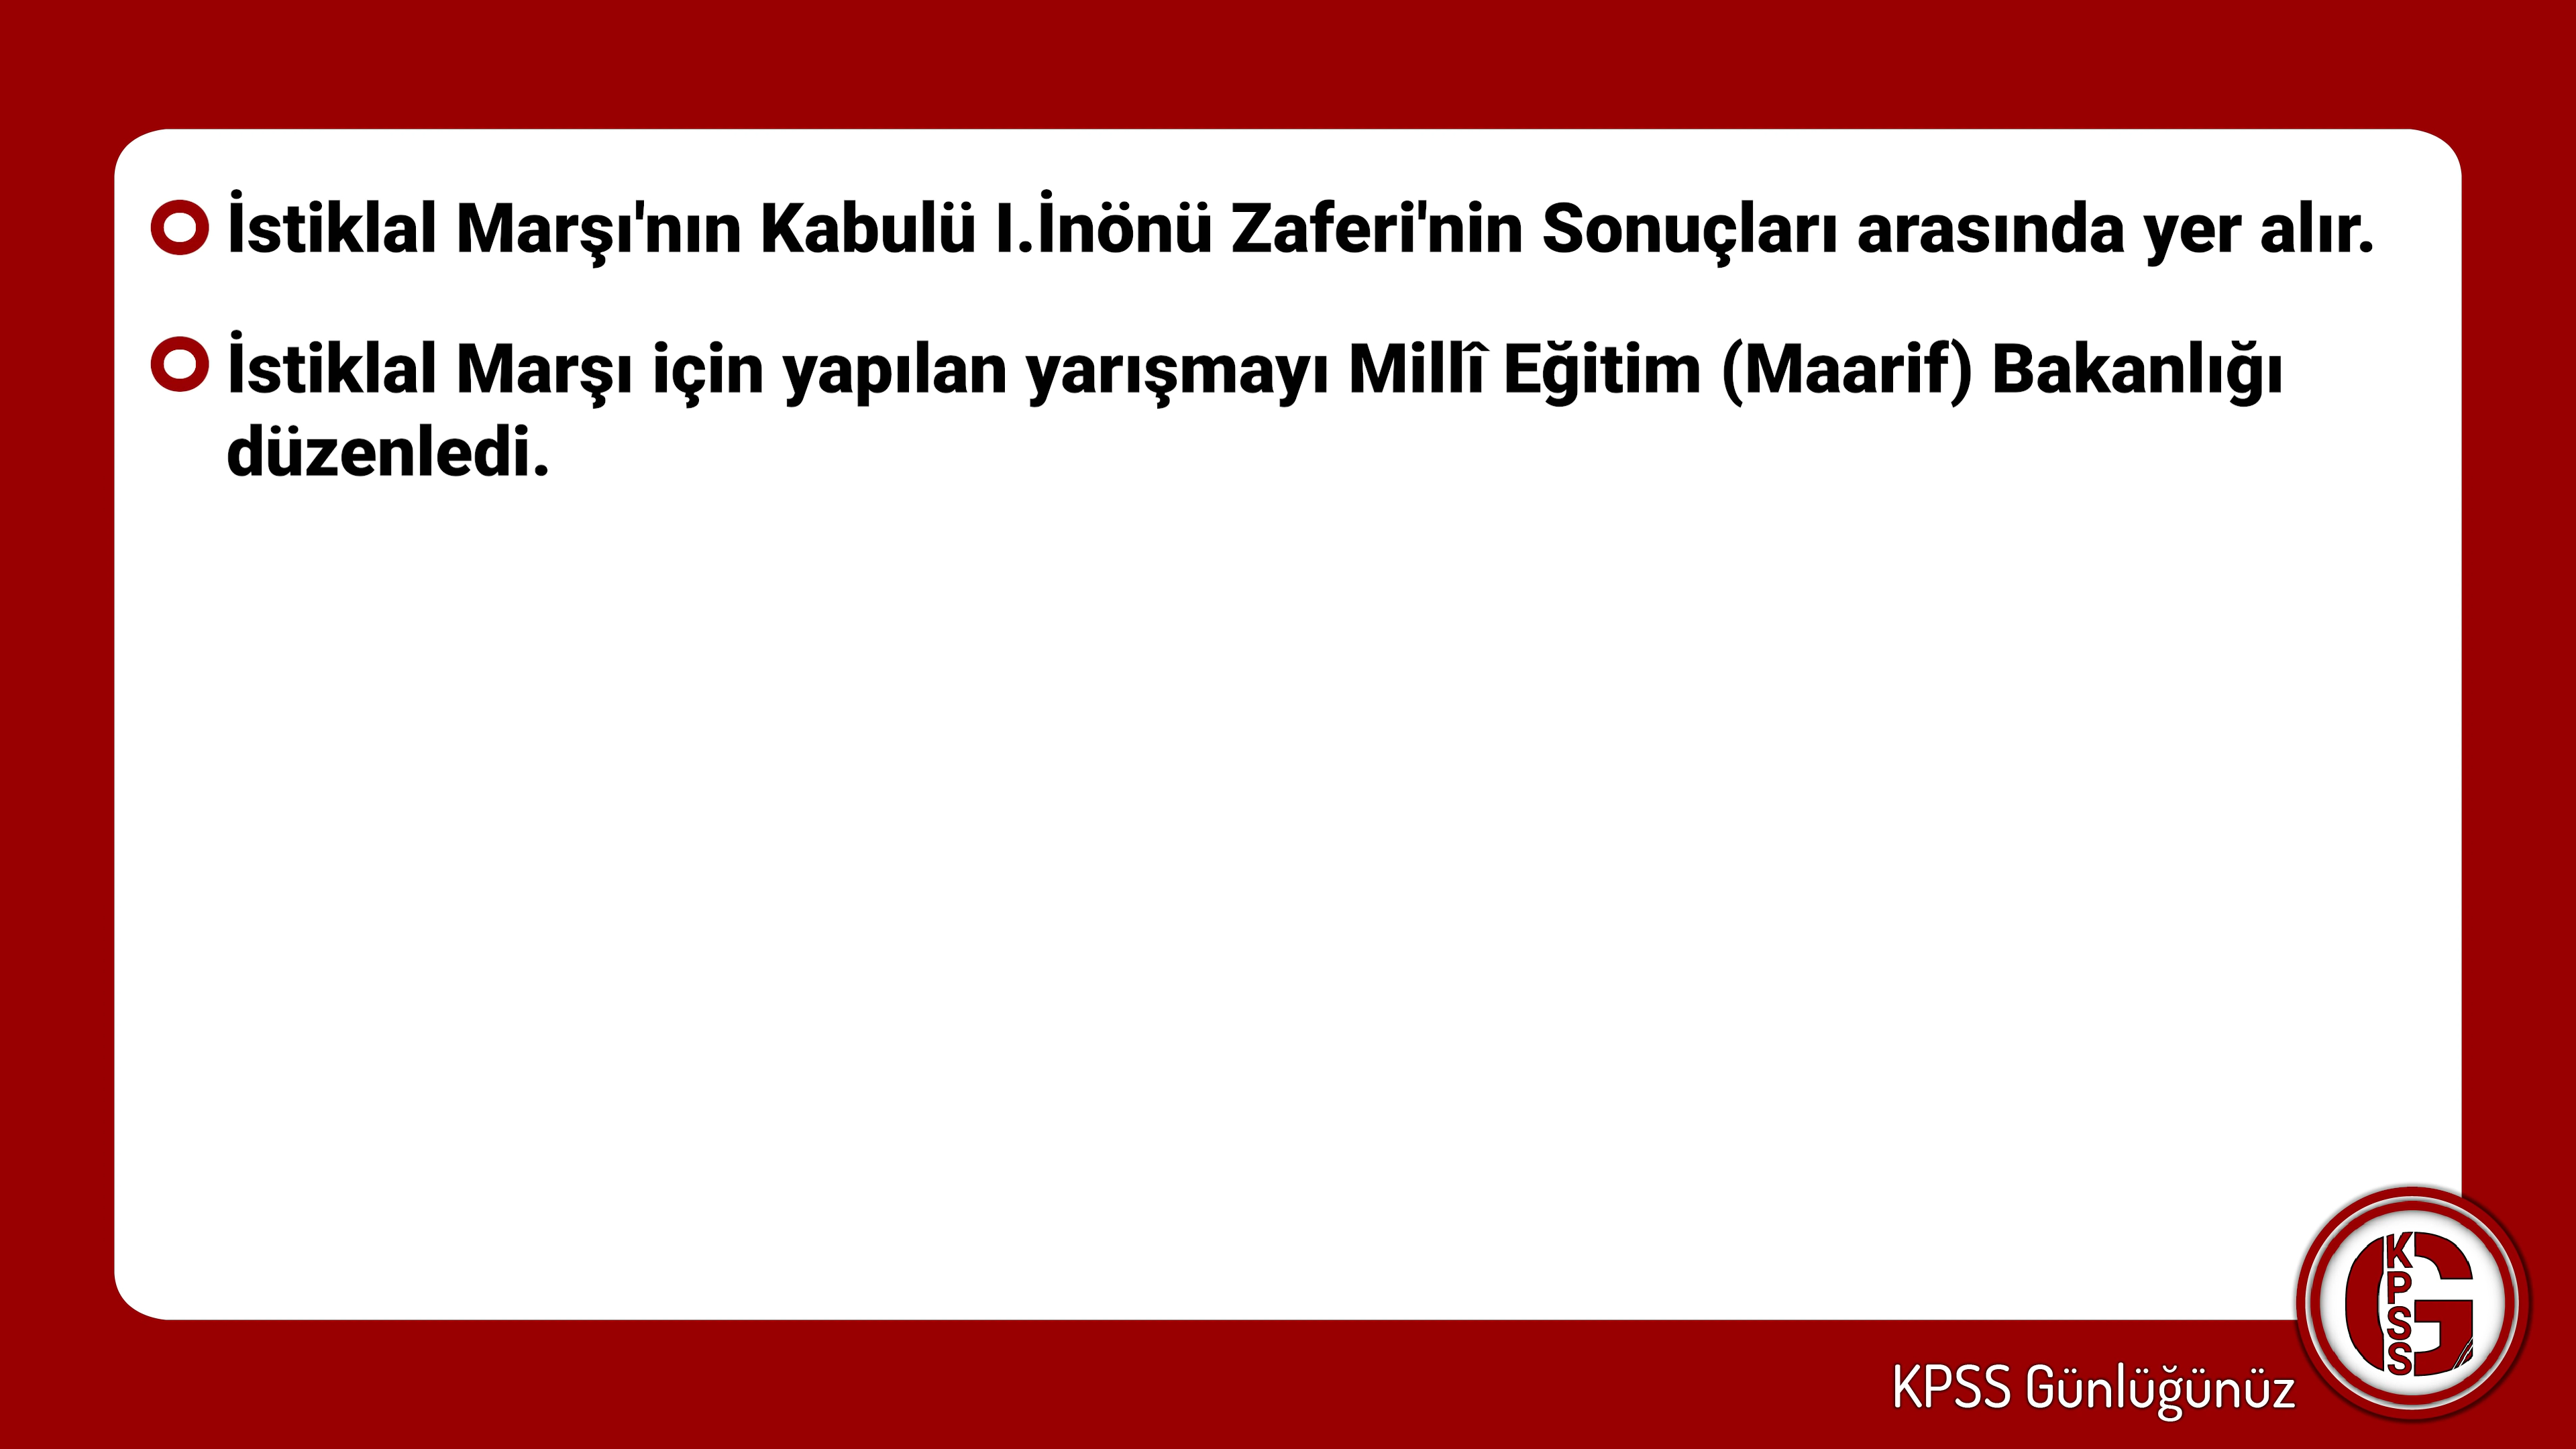 İstiklal Marşı'nın Kabulü I.İnönü Zaferi'nin Sonuçları arasında yer alır.
İstiklal Marşı için yapılan yarışmayı Millî Eğitim (Maarif) Bakanlığı
düzenledi.
KPSS
G
KPSS Günlüğünüz